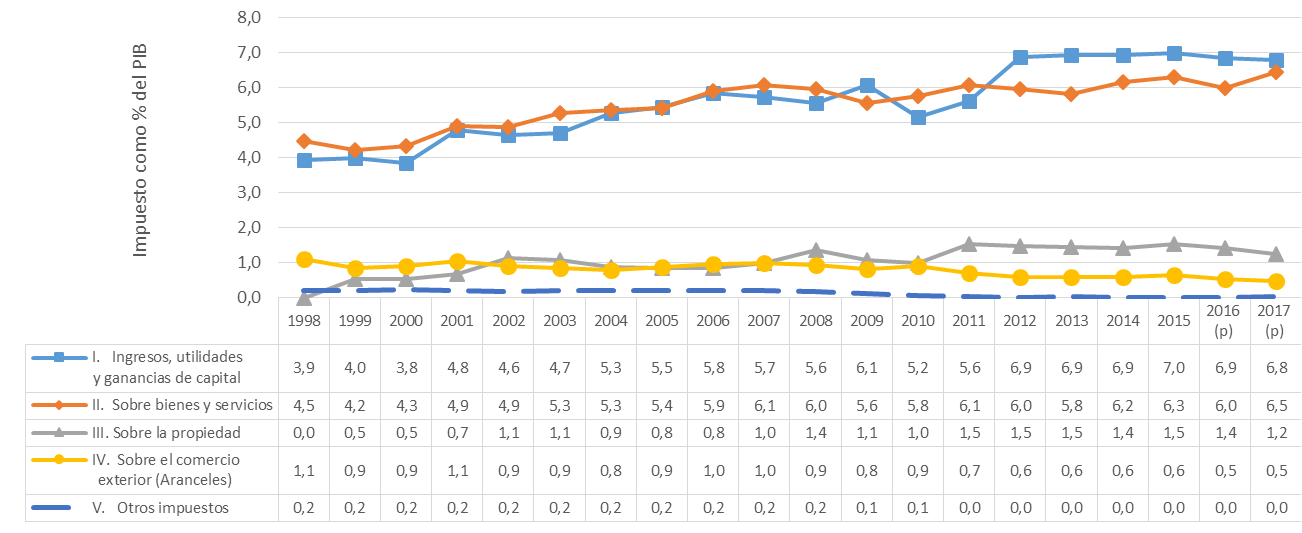 8,0
7,0
6,0
5,0
4,0
3,0
2,0
1,0
0,0
Impuesto como % del PIB
1998 1999 2000 2001 2002 2003 2004 2005 2006 2007 2008 2009 2010 2011 2012 2013 2014 2015 2016 (p) 2017 (p)
I. Ingresos, utilidades
y ganancias de capital
3,9 4,0 3,8 4,8 4,6 4,7 5,3 5,5 5,8 5,7 5,6 6,1 5,2 5,6 6,9 6,9 6,9 7,0 6,9 6,8
II. Sobre bienes y servicios 4,5 4,2 4,3 4,9 4,9 5,3 5,3 5,4 5,9 6,1 6,0 5,6 5,8 6,1 6,0 5,8 6,2 6,3 6,0 6,5
III. Sobre la propiedad 0,0 0,5 0,5 0,7 1,1 1,1 0,9 0,8 0,8 1,0 1,4 1,1 1,0 1,5 1,5 1,5 1,4 1,5 1,4 1,2
IV. Sobre el comercio
exterior (Aranceles)
1,1 0,9 0,9 1,1 0,9 0,9 0,8 0,9 1,0 1,0 0,9 0,8 0,9 0,7 0,6 0,6 0,6 0,6 0,5 0,5
V. Otros impuestos 0,2 0,2 0,2 0,2 0,2 0,2 0,2 0,2 0,2 0,2 0,2 0,1 0,1 0,0 0,0 0,0 0,0 0,0 0,0 0,0